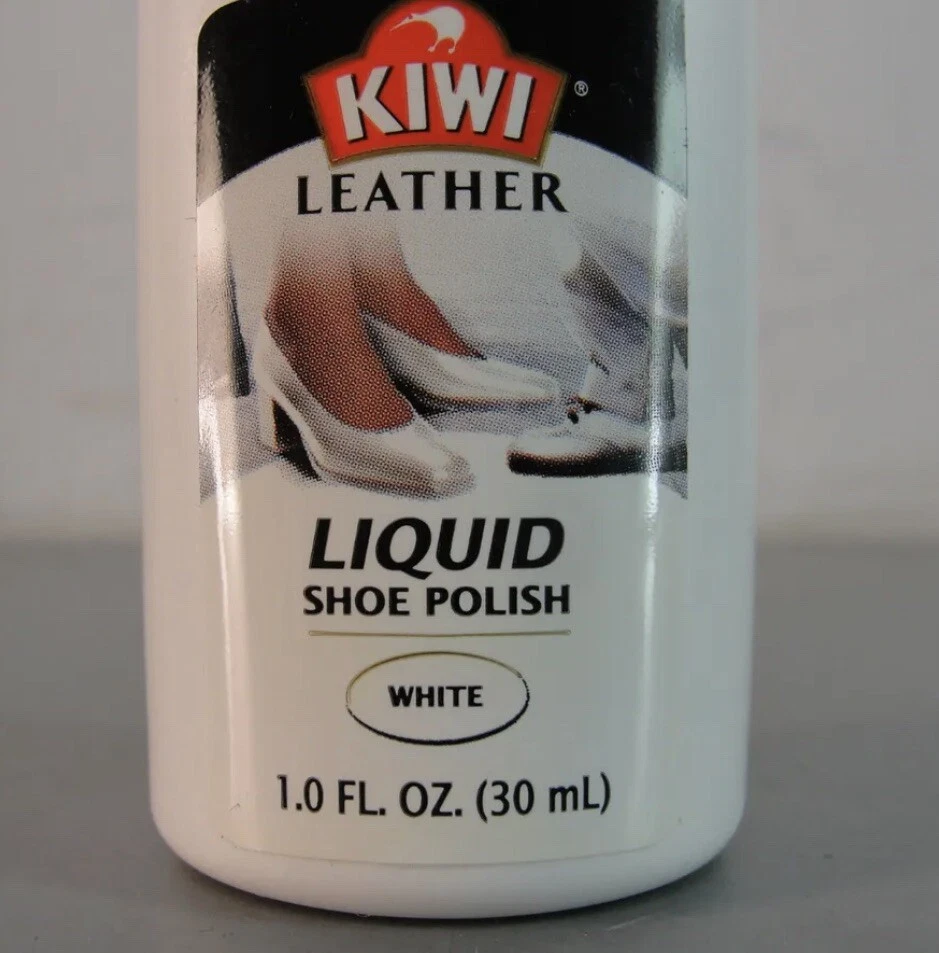 KIWI ®
LEATHER
LIQUID
SHOE POLISH
WHITE
1.0 FL. OZ. (30 mL)